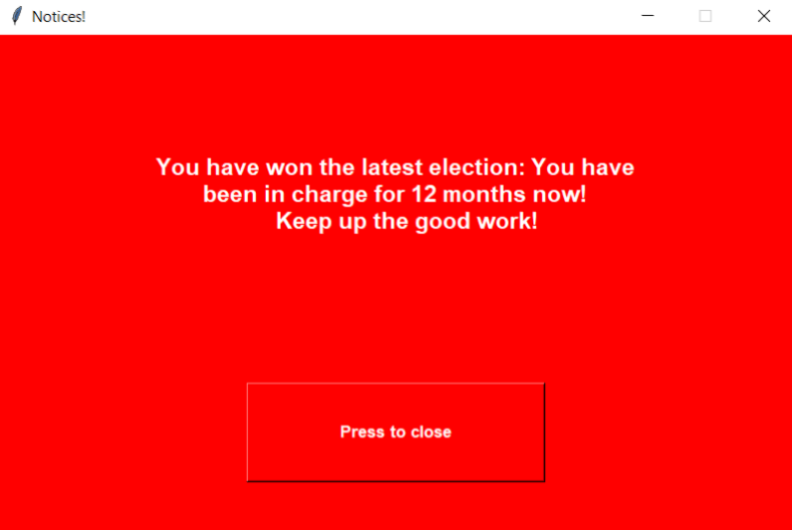 Notices!
You have won the latest election: You have
been in charge for 12 months now!
Keep up the good work!
Press to close